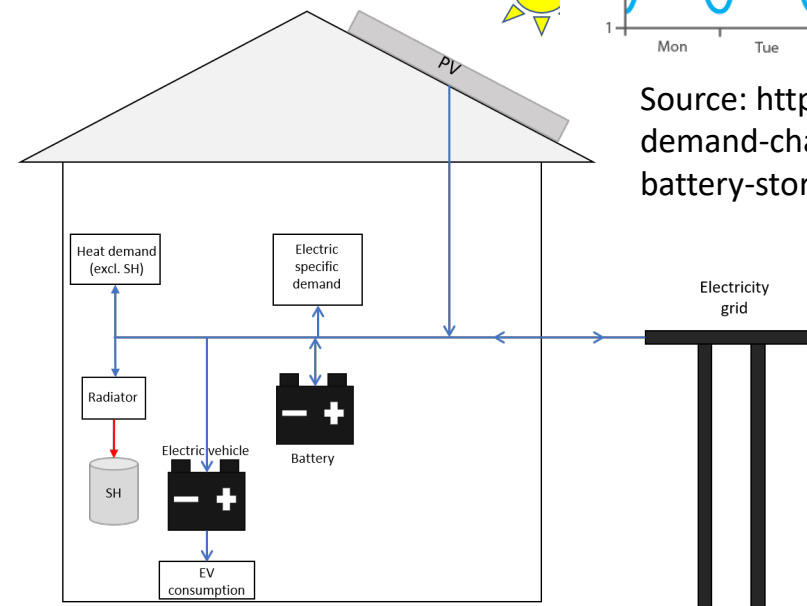 1
Mon
Tue
PV
Source: http
demand-cha
battery-stor
Heat demand
(excl. SH)
Electric
specific
demand
Electricity
grid
Radiator
Electric vehicle
Battery
SH
EV
consumption